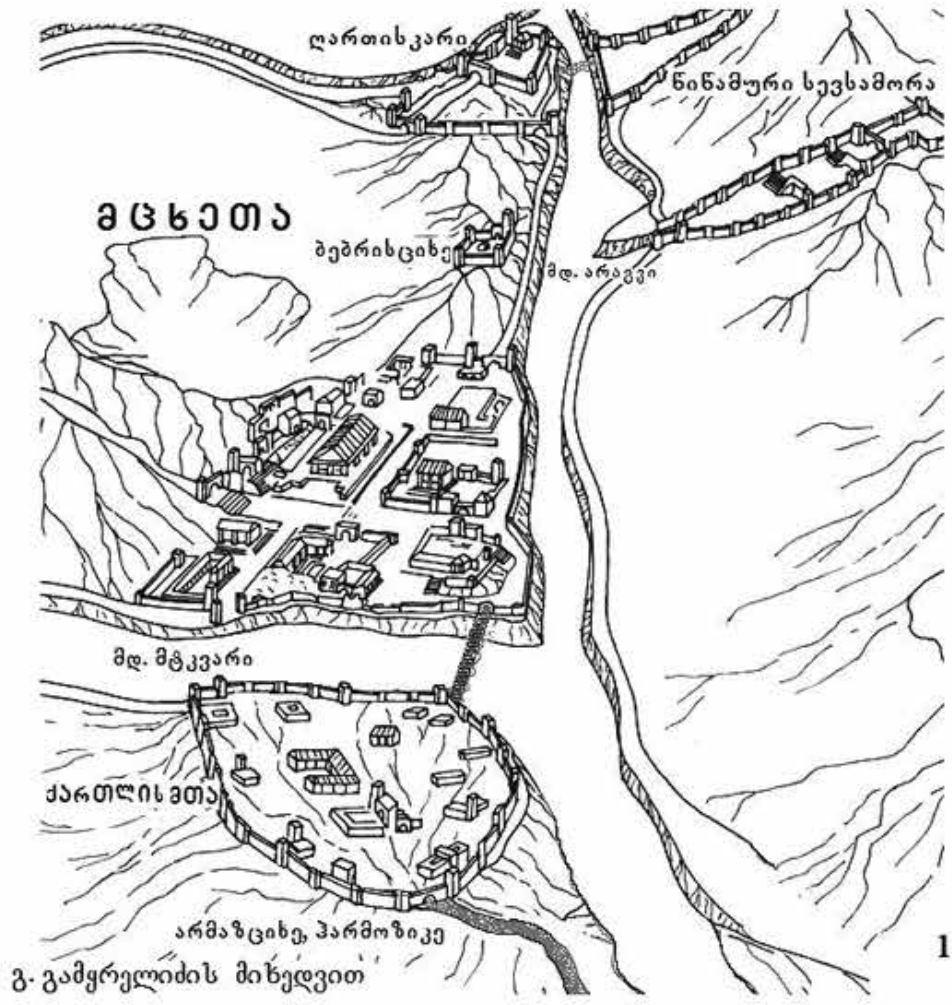 ღართისკარი
წიწამური სევსამორა
მცხეთა
ბებრისციხე
მდ. არაგვი
მდ. მტკვარი
ქართლის მთა
არმაზციხე, ჰარმოზიკე
1
გ. გამყრელიძის მიხედვით